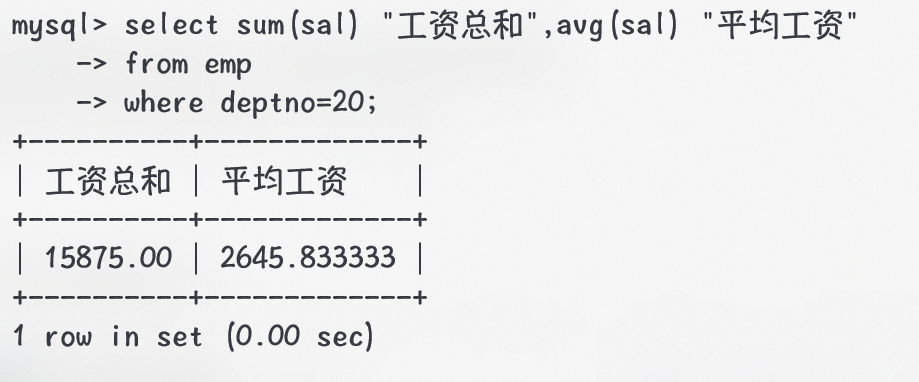 mysql> select sum(sal) "工资总和",avg(sal) "平均工资"
    -> from emp
    -> where deptno=20;
+----------+-------------+
| 工资总和 | 平均工资    |
+----------+-------------+
| 15875.00 | 2645.833333 |
+----------+-------------+
1 row in set (0.00 sec)